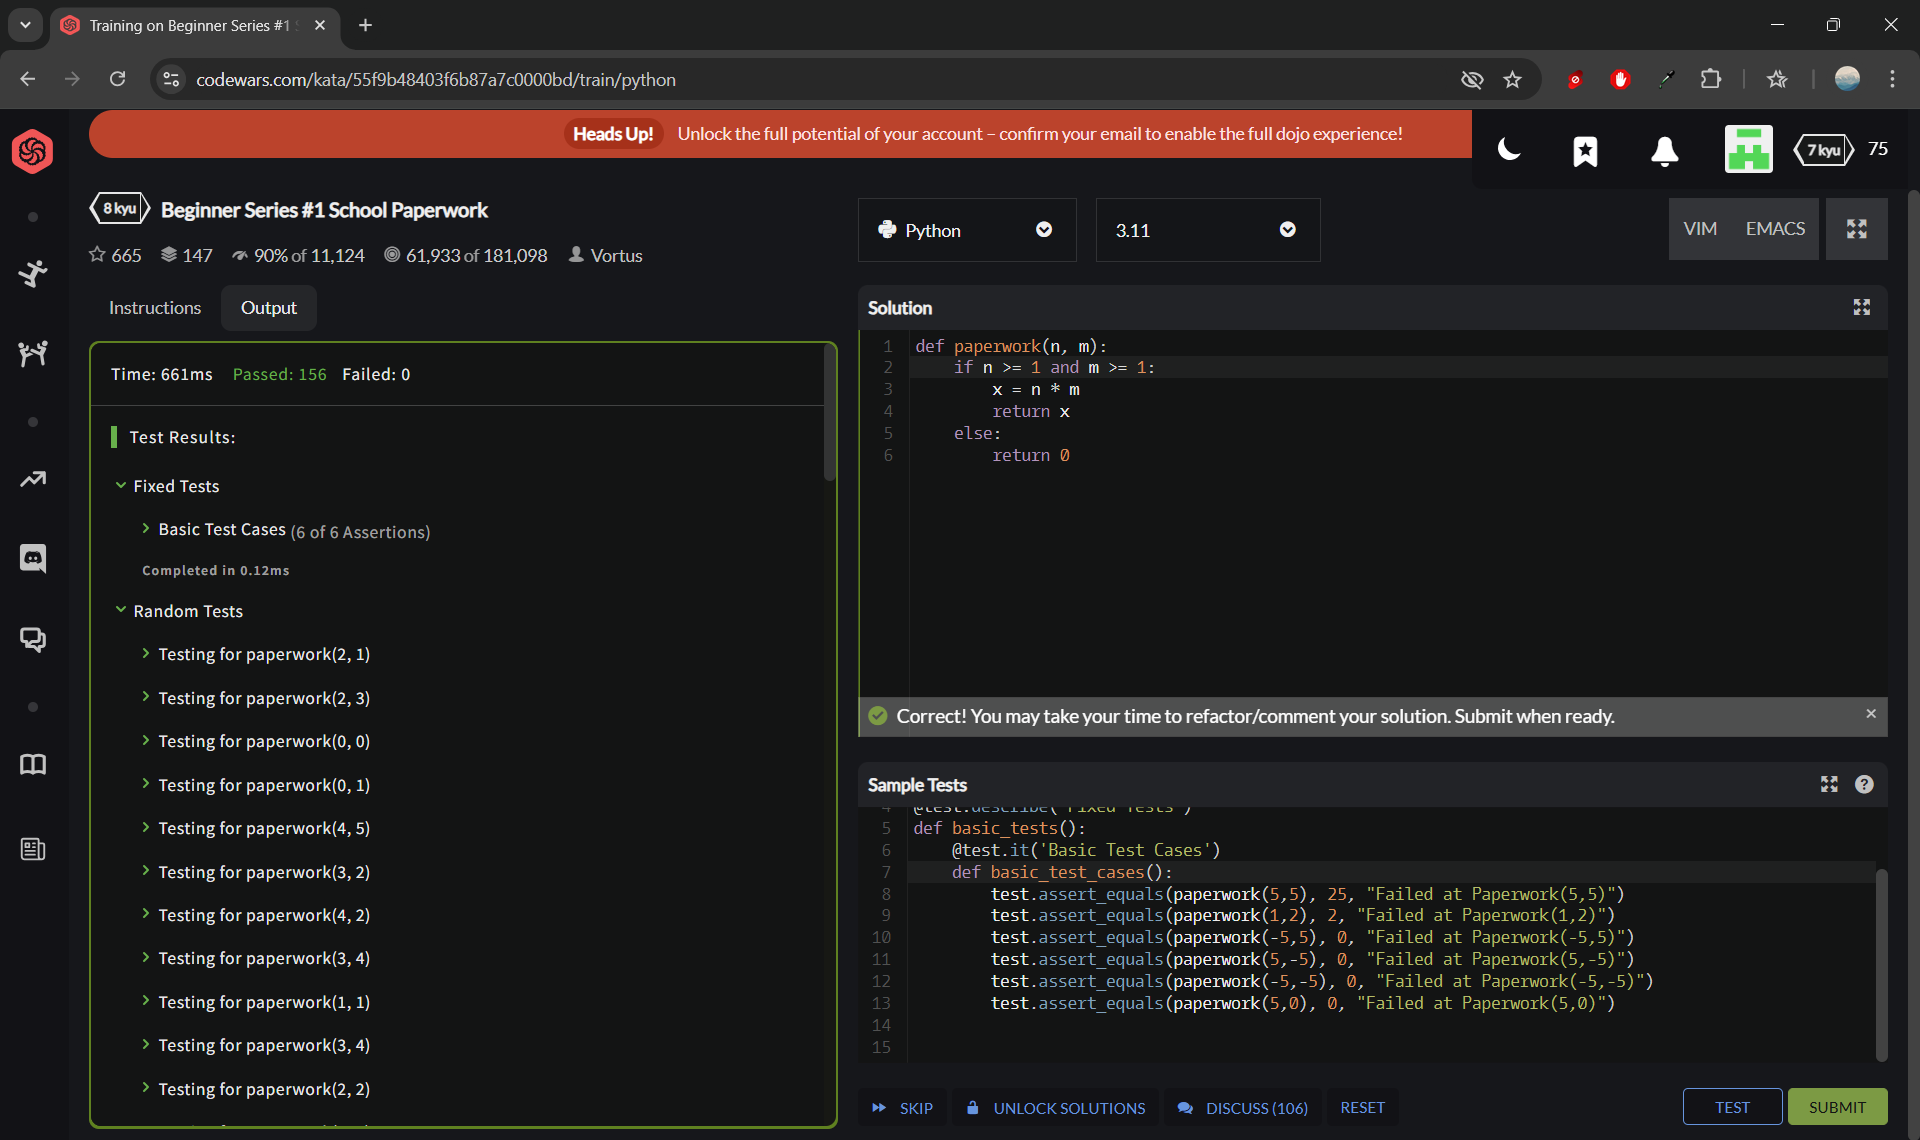 Training on Beginner Series #1
codewars.com/kata/55f9b48403f6b87a7c0000bd/train/python
Heads Up! Unlock the full potential of your account – confirm your email to enable the full dojo experience!
7 kyu 75
8 kyu Beginner Series #1 School Paperwork
665 147 90% of 11,124 61,933 of 181,098 Vortus
Python
3.11
VIM EMACS
Instructions Output
Time: 661ms Passed: 156 Failed: 0
Test Results:
Fixed Tests
Basic Test Cases (6 of 6 Assertions)
Completed in 0.12ms
Random Tests
Testing for paperwork(2, 1)
Testing for paperwork(2, 3)
Testing for paperwork(0, 0)
Testing for paperwork(0, 1)
Testing for paperwork(4, 5)
Testing for paperwork(3, 2)
Testing for paperwork(4, 2)
Testing for paperwork(3, 4)
Testing for paperwork(1, 1)
Testing for paperwork(3, 4)
Testing for paperwork(2, 2)
Solution
1 def paperwork(n, m):
2     if n >= 1 and m >= 1:
3         x = n * m
4         return x
5     else:
6         return 0
Correct! You may take your time to refactor/comment your solution. Submit when ready.
Sample Tests
4 @test.describe('Fixed Tests')
5 def basic_tests():
6     @test.it('Basic Test Cases')
7     def basic_test_cases():
8         test.assert_equals(paperwork(5,5), 25, "Failed at Paperwork(5,5)")
9         test.assert_equals(paperwork(1,2), 2, "Failed at Paperwork(1,2)")
10         test.assert_equals(paperwork(-5,5), 0, "Failed at Paperwork(-5,5)")
11         test.assert_equals(paperwork(5,-5), 0, "Failed at Paperwork(5,-5)")
12         test.assert_equals(paperwork(-5,-5), 0, "Failed at Paperwork(-5,-5)")
13         test.assert_equals(paperwork(5,0), 0, "Failed at Paperwork(5,0)")
14
15
SKIP UNLOCK SOLUTIONS DISCUSS (106) RESET TEST SUBMIT